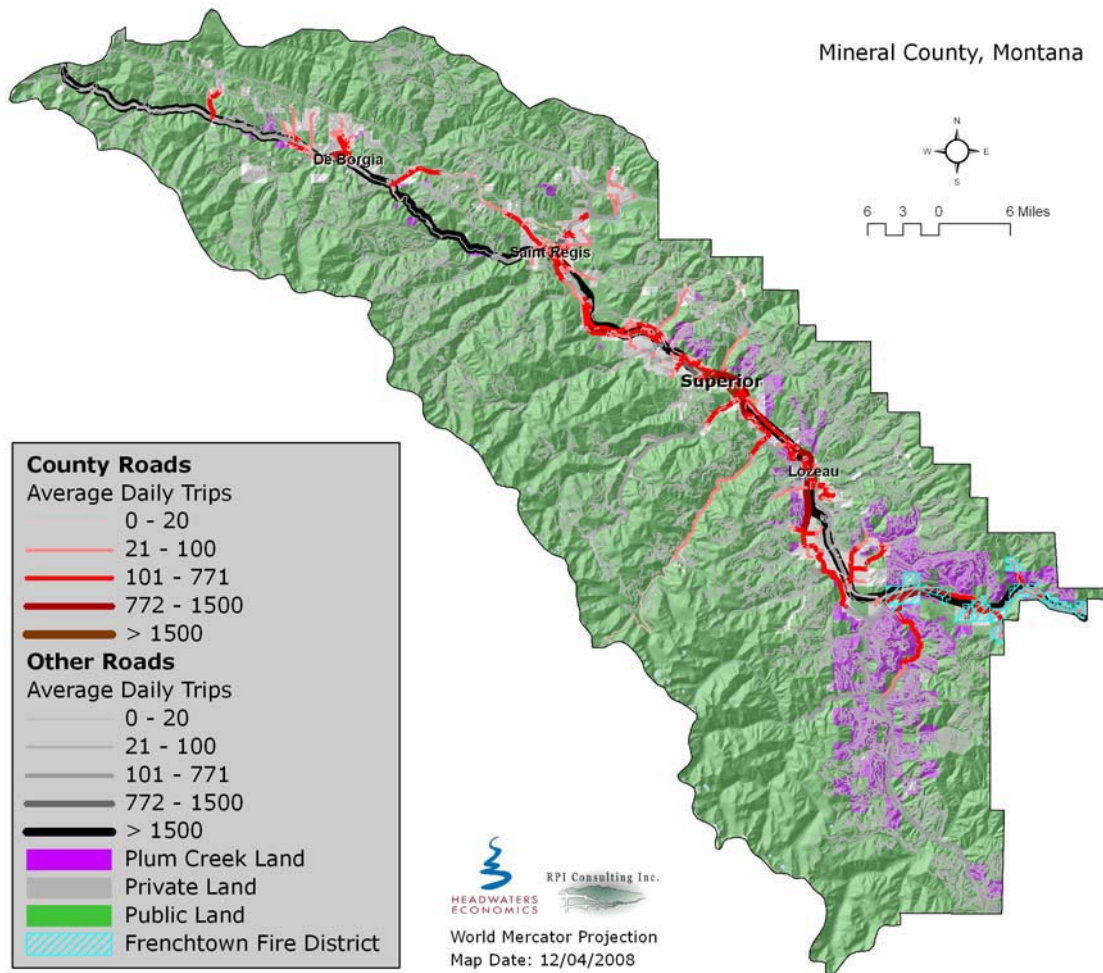 Mineral County, Montana
N
W E
S
6 3 0 6 Miles
De Borgia
Saint Regis
Superior
Lozeau
County Roads
Average Daily Trips
0 - 20
21 - 100
101 - 771
772 - 1500
> 1500
Other Roads
Average Daily Trips
0 - 20
21 - 100
101 - 771
772 - 1500
> 1500
Plum Creek Land
Private Land
Public Land
Frenchtown Fire District
HEADWATERS
ECONOMICS
RPI Consulting Inc.
World Mercator Projection
Map Date: 12/04/2008